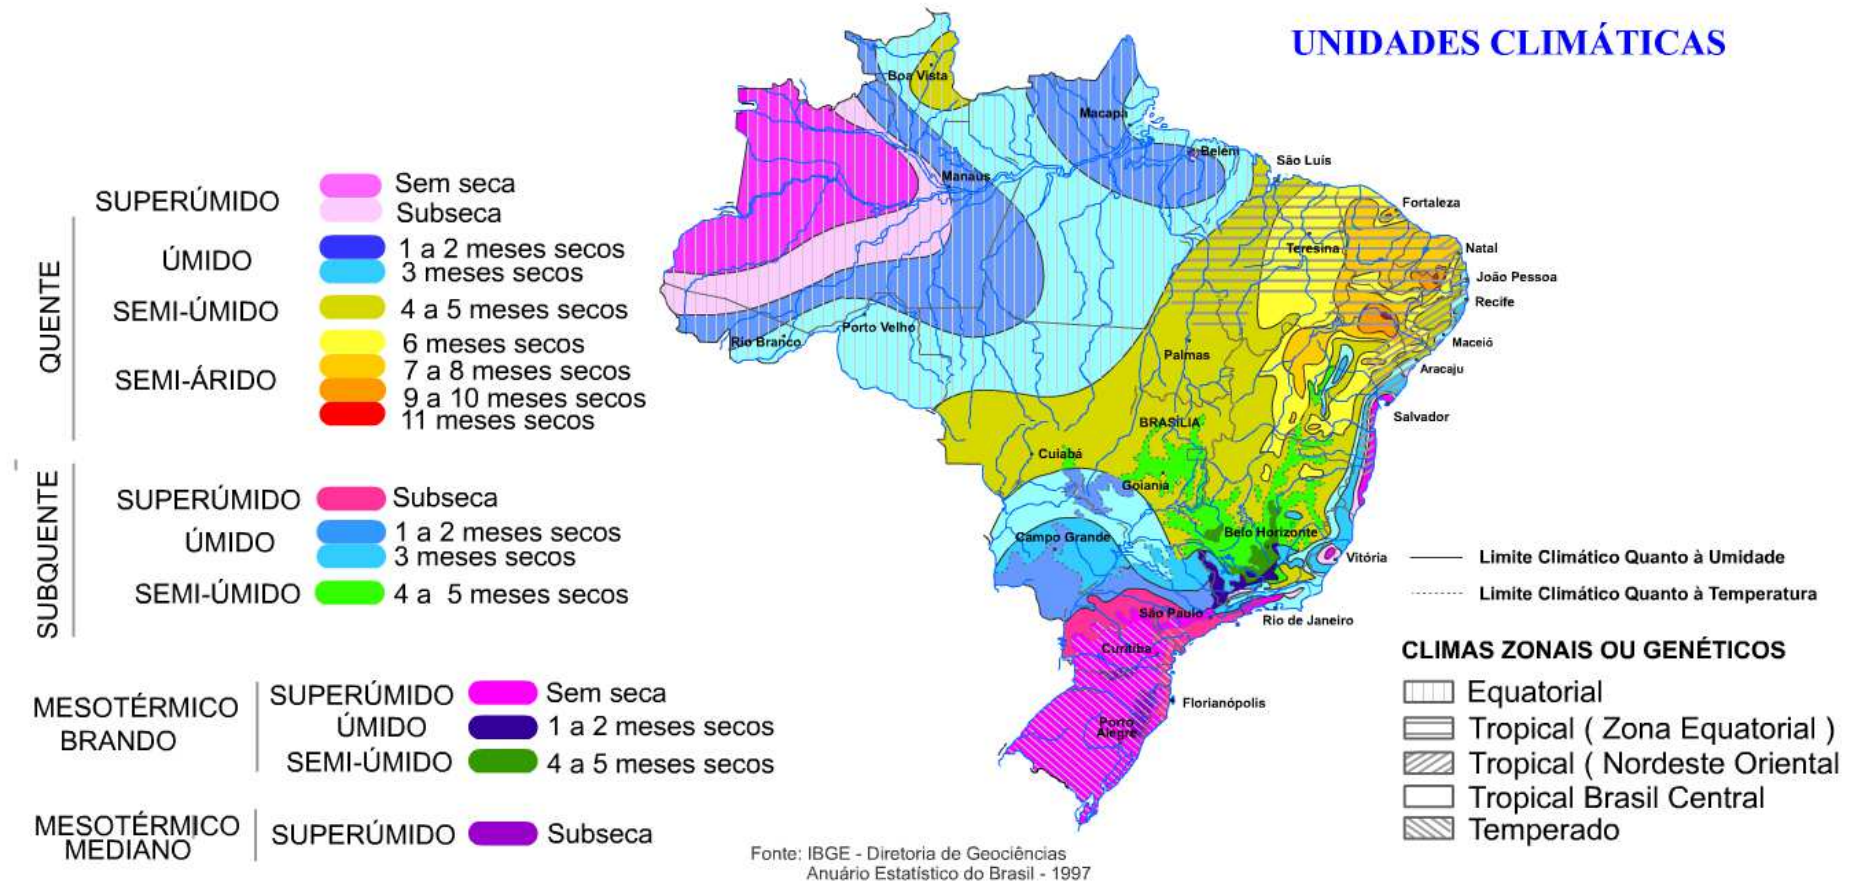 UNIDADES CLIMÁTICAS
QUENTE
SUPERÚMIDO
Sem seca
Subseca
ÚMIDO
1 a 2 meses secos
3 meses secos
SEMI-ÚMIDO
4 a 5 meses secos
SEMI-ÁRIDO
6 meses secos
7 a 8 meses secos
9 a 10 meses secos
11 meses secos
SUBQUENTE
SUPERÚMIDO
Subseca
ÚMIDO
1 a 2 meses secos
3 meses secos
SEMI-ÚMIDO
4 a 5 meses secos
MESOTÉRMICO
BRANDO
SUPERÚMIDO
Sem seca
ÚMIDO
1 a 2 meses secos
SEMI-ÚMIDO
4 a 5 meses secos
MESOTÉRMICO
MEDIANO
SUPERÚMIDO
Subseca
Boa Vista
Macapá
Belém
São Luís
Manaus
Fortaleza
Teresina
Natal
João Pessoa
Recife
Porto Velho
Rio Branco
Maceió
Palmas
Aracaju
Salvador
BRASÍLIA
Cuiabá
Goiania
Campo Grande
Belo Horizonte
Vitória
São Paulo
Rio de Janeiro
Curitiba
Florianópolis
Porto
Alegre
Limite Climático Quanto à Umidade
Limite Climático Quanto à Temperatura
CLIMAS ZONAIS OU GENÉTICOS
Equatorial
Tropical ( Zona Equatorial )
Tropical ( Nordeste Oriental
Tropical Brasil Central
Temperado
Fonte: IBGE - Diretoria de Geociências
Anuário Estatístico do Brasil - 1997